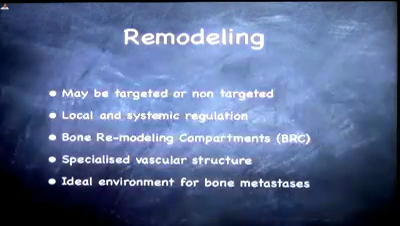 Remodeling
May be targeted or non targeted
Local and systemic regulation
Bone Re-modeling Compartments (BRC)
Specialised vascular structure
Ideal environment for bone metastases